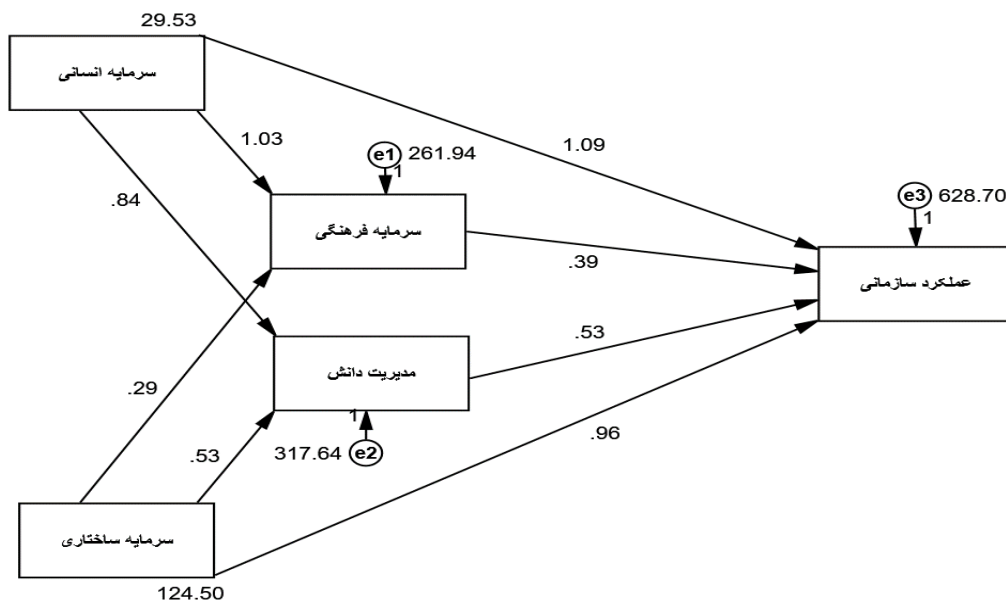 29.53
سرمایه انسانی
1.03
1.09
e1 261.94
1
.84
e3 628.70
1
سرمایه فرهنگی
.39
عملکرد سازمانی
.53
مدیریت دانش
.29
1
.96
.53
317.64 e2
سرمایه ساختاری
124.50